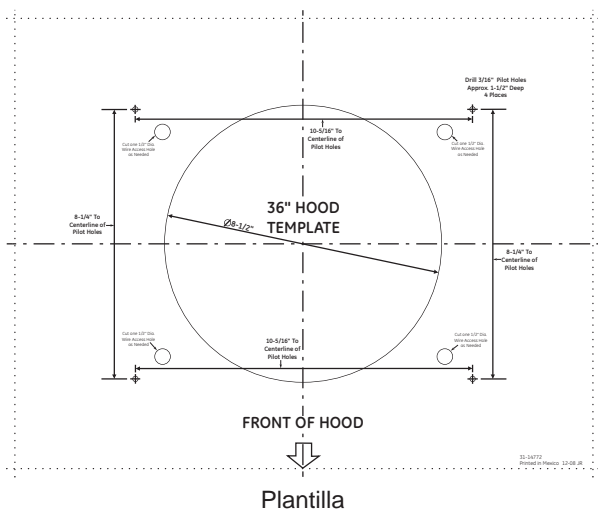 Drill 3/16" Pilot Holes
Approx. 1-1/2" Deep
4 Places
10-5/16" To
Centerline of
Pilot Holes
Cut one 1/2" Dia.
Wire Access Hole
as Needed
Cut one 1/2" Dia.
Wire Access Hole
as Needed
36" HOOD
TEMPLATE
Ø8-1/2"
8-1/4" To
Centerline of
Pilot Holes
8-1/4" To
Centerline of
Pilot Holes
Cut one 1/2" Dia.
Wire Access Hole
as Needed
10-5/16" To
Centerline of
Pilot Holes
Cut one 1/2" Dia.
Wire Access Hole
as Needed
FRONT OF HOOD
31-14772
Printed in Mexico 12-08 JR
Plantilla